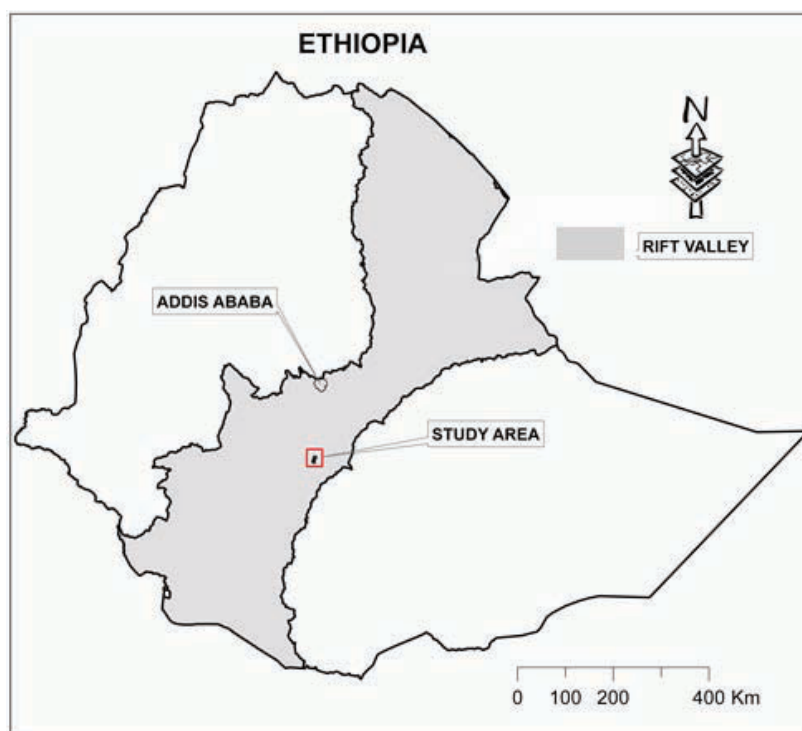 ETHIOPIA
N
RIFT VALLEY
ADDIS ABABA
STUDY AREA
0 100 200 400 Km